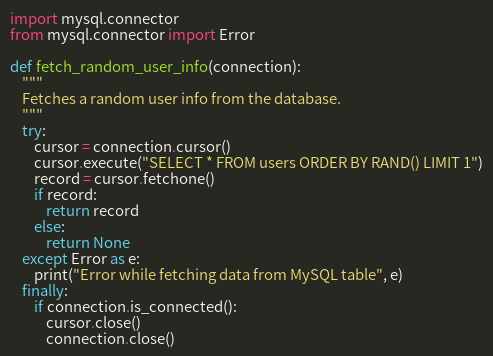 import mysql.connector
from mysql.connector import Error

def fetch_random_user_info(connection):
    """
    Fetches a random user info from the database.
    """
    try:
        cursor = connection.cursor()
        cursor.execute("SELECT * FROM users ORDER BY RAND() LIMIT 1")
        record = cursor.fetchone()
        if record:
            return record
        else:
            return None
    except Error as e:
        print("Error while fetching data from MySQL table", e)
    finally:
        if connection.is_connected():
            cursor.close()
            connection.close()